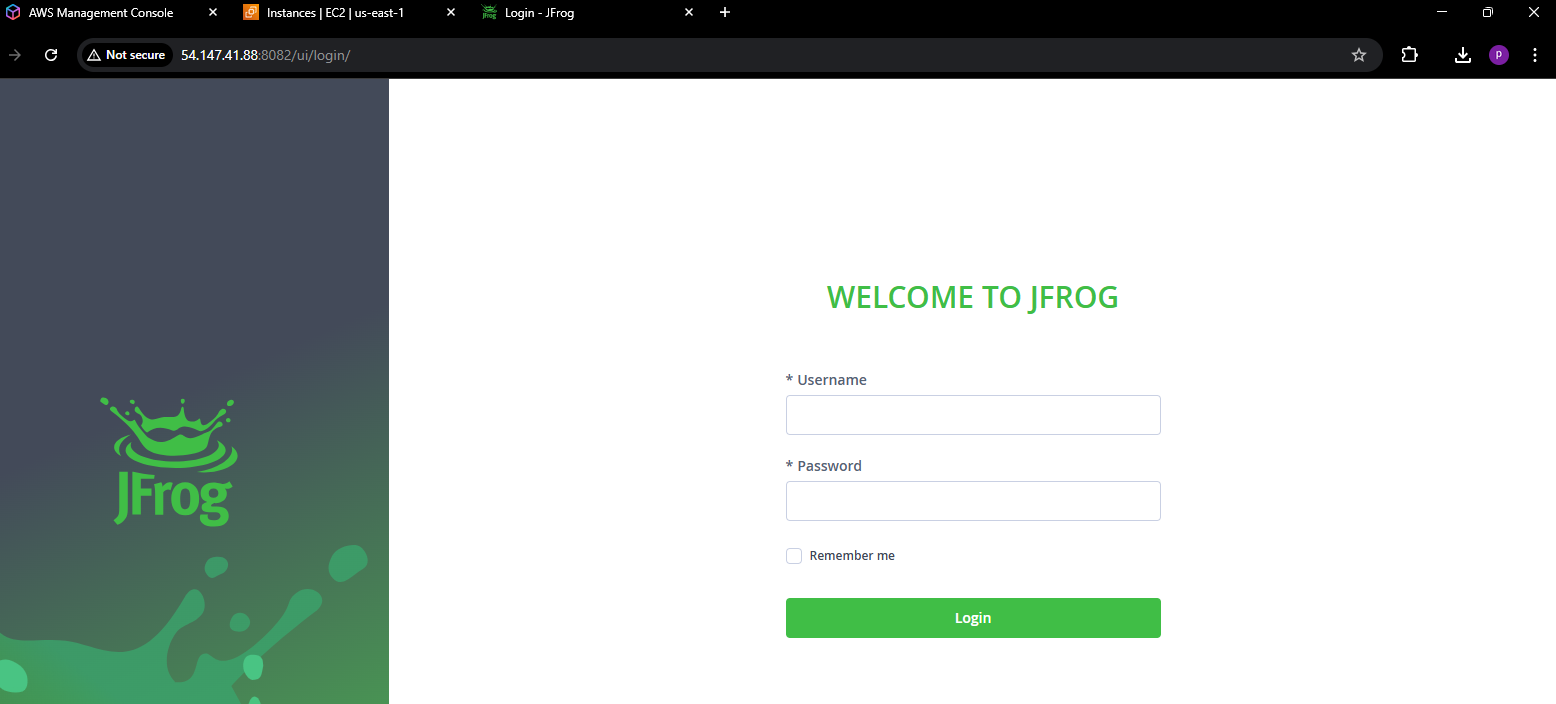 AWS Management Console
Instances | EC2 | us-east-1
Login - JFrog
Not secure
54.147.41.88:8082/ui/login/
P
JFrog
WELCOME TO JFROG
* Username
* Password
Remember me
Login